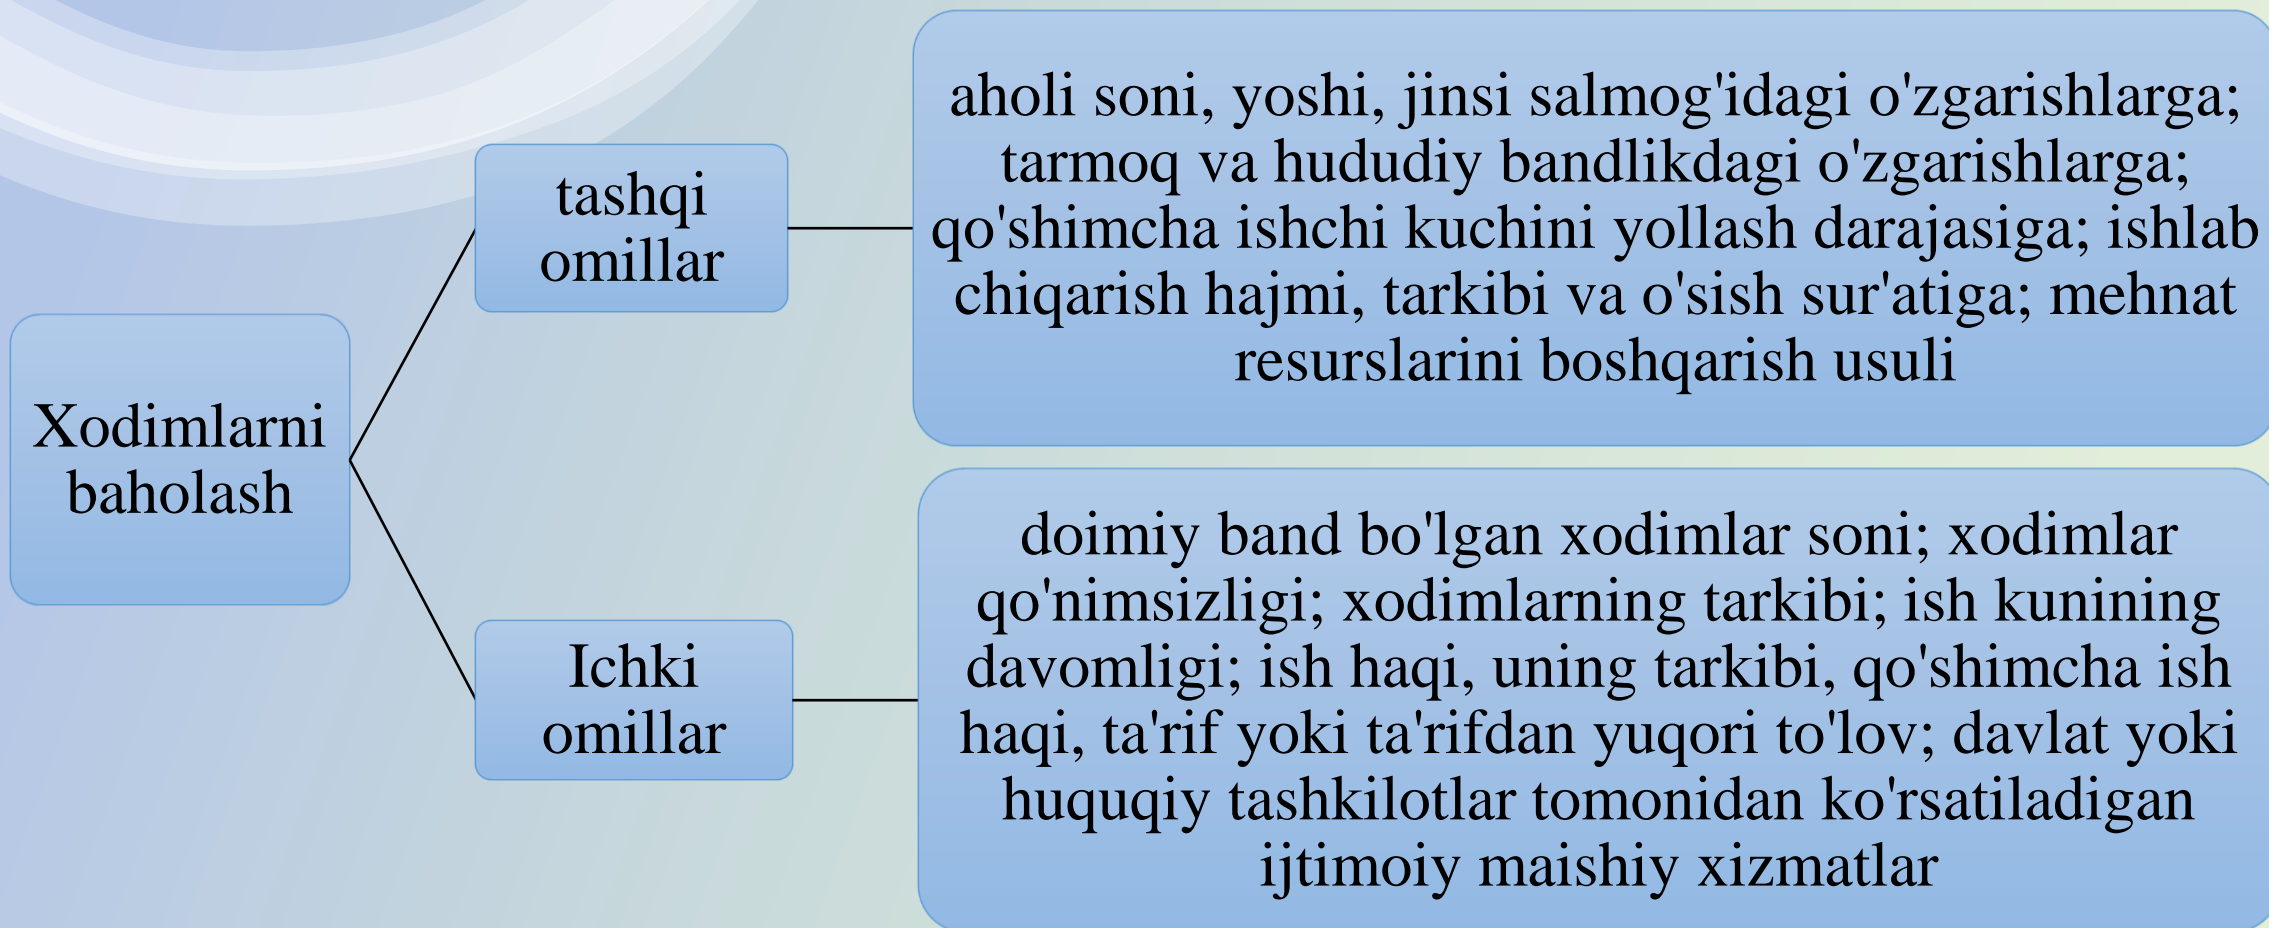 Xodimlarni
baholash
tashqi
omillar
aholi soni, yoshi, jinsi salmog'idagi o'zgarishlarga;
tarmoq va hududiy bandlikdagi o'zgarishlarga;
qo'shimcha ishchi kuchini yollash darajasiga; ishlab
chiqarish hajmi, tarkibi va o'sish sur'atiga; mehnat
resurslarini boshqarish usuli
Ichki
omillar
doimiy band bo'lgan xodimlar soni; xodimlar
qo'nimsizligi; xodimlarning tarkibi; ish kunining
davomligi; ish haqi, uning tarkibi, qo'shimcha ish
haqi, ta'rif yoki ta'rifdan yuqori to'lov; davlat yoki
huquqiy tashkilotlar tomonidan ko'rsatiladigan
ijtimoiy maishiy xizmatlar